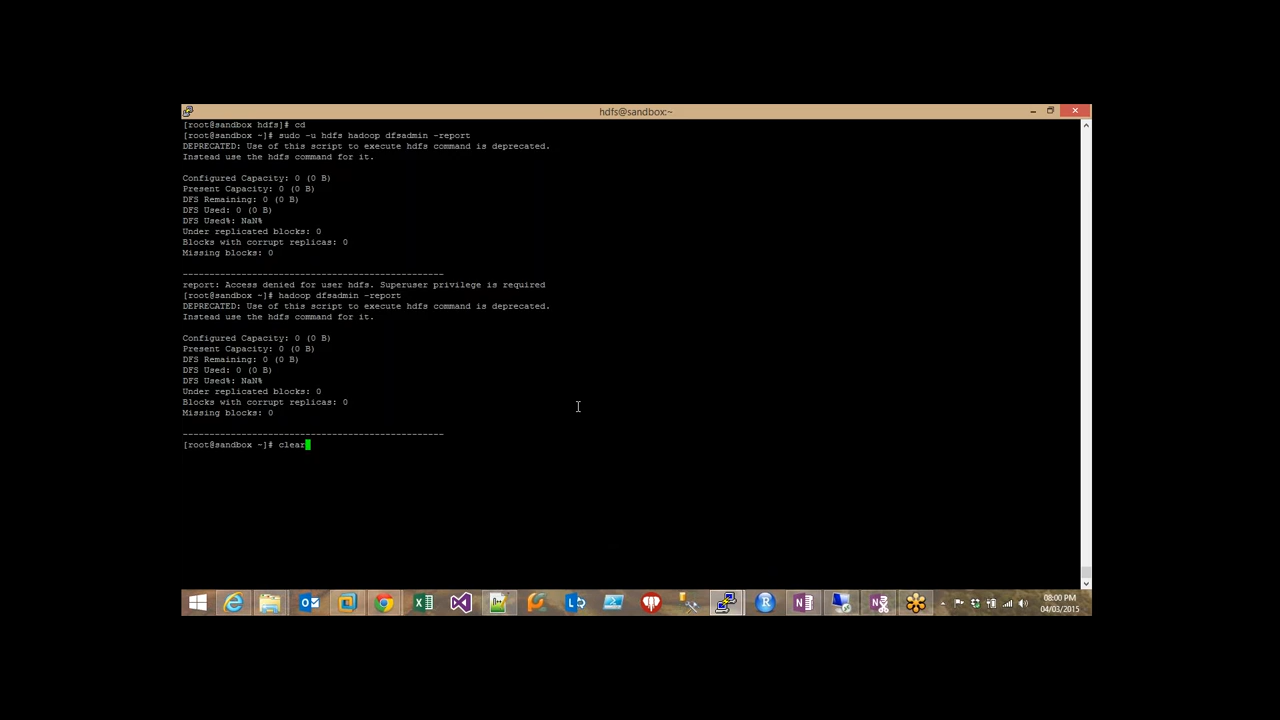 hdfs@sandbox:~
[root@sandbox hdfs]# cd
[root@sandbox ~]# sudo -u hdfs hadoop dfsadmin -report
DEPRECATED: Use of this script to execute hdfs command is deprecated.
Instead use the hdfs command for it.
Configured Capacity: 0 (0 B)
Present Capacity: 0 (0 B)
DFS Remaining: 0 (0 B)
DFS Used: 0 (0 B)
DFS Used%: NaN%
Under replicated blocks: 0
Blocks with corrupt replicas: 0
Missing blocks: 0
-------------------------------------------------
report: Access denied for user hdfs. Superuser privilege is required
[root@sandbox ~]# hadoop dfsadmin -report
DEPRECATED: Use of this script to execute hdfs command is deprecated.
Instead use the hdfs command for it.
Configured Capacity: 0 (0 B)
Present Capacity: 0 (0 B)
DFS Remaining: 0 (0 B)
DFS Used: 0 (0 B)
DFS Used%: NaN%
Under replicated blocks: 0
Blocks with corrupt replicas: 0
Missing blocks: 0
-------------------------------------------------
[root@sandbox ~]# clear
08:00 PM
04/03/2015